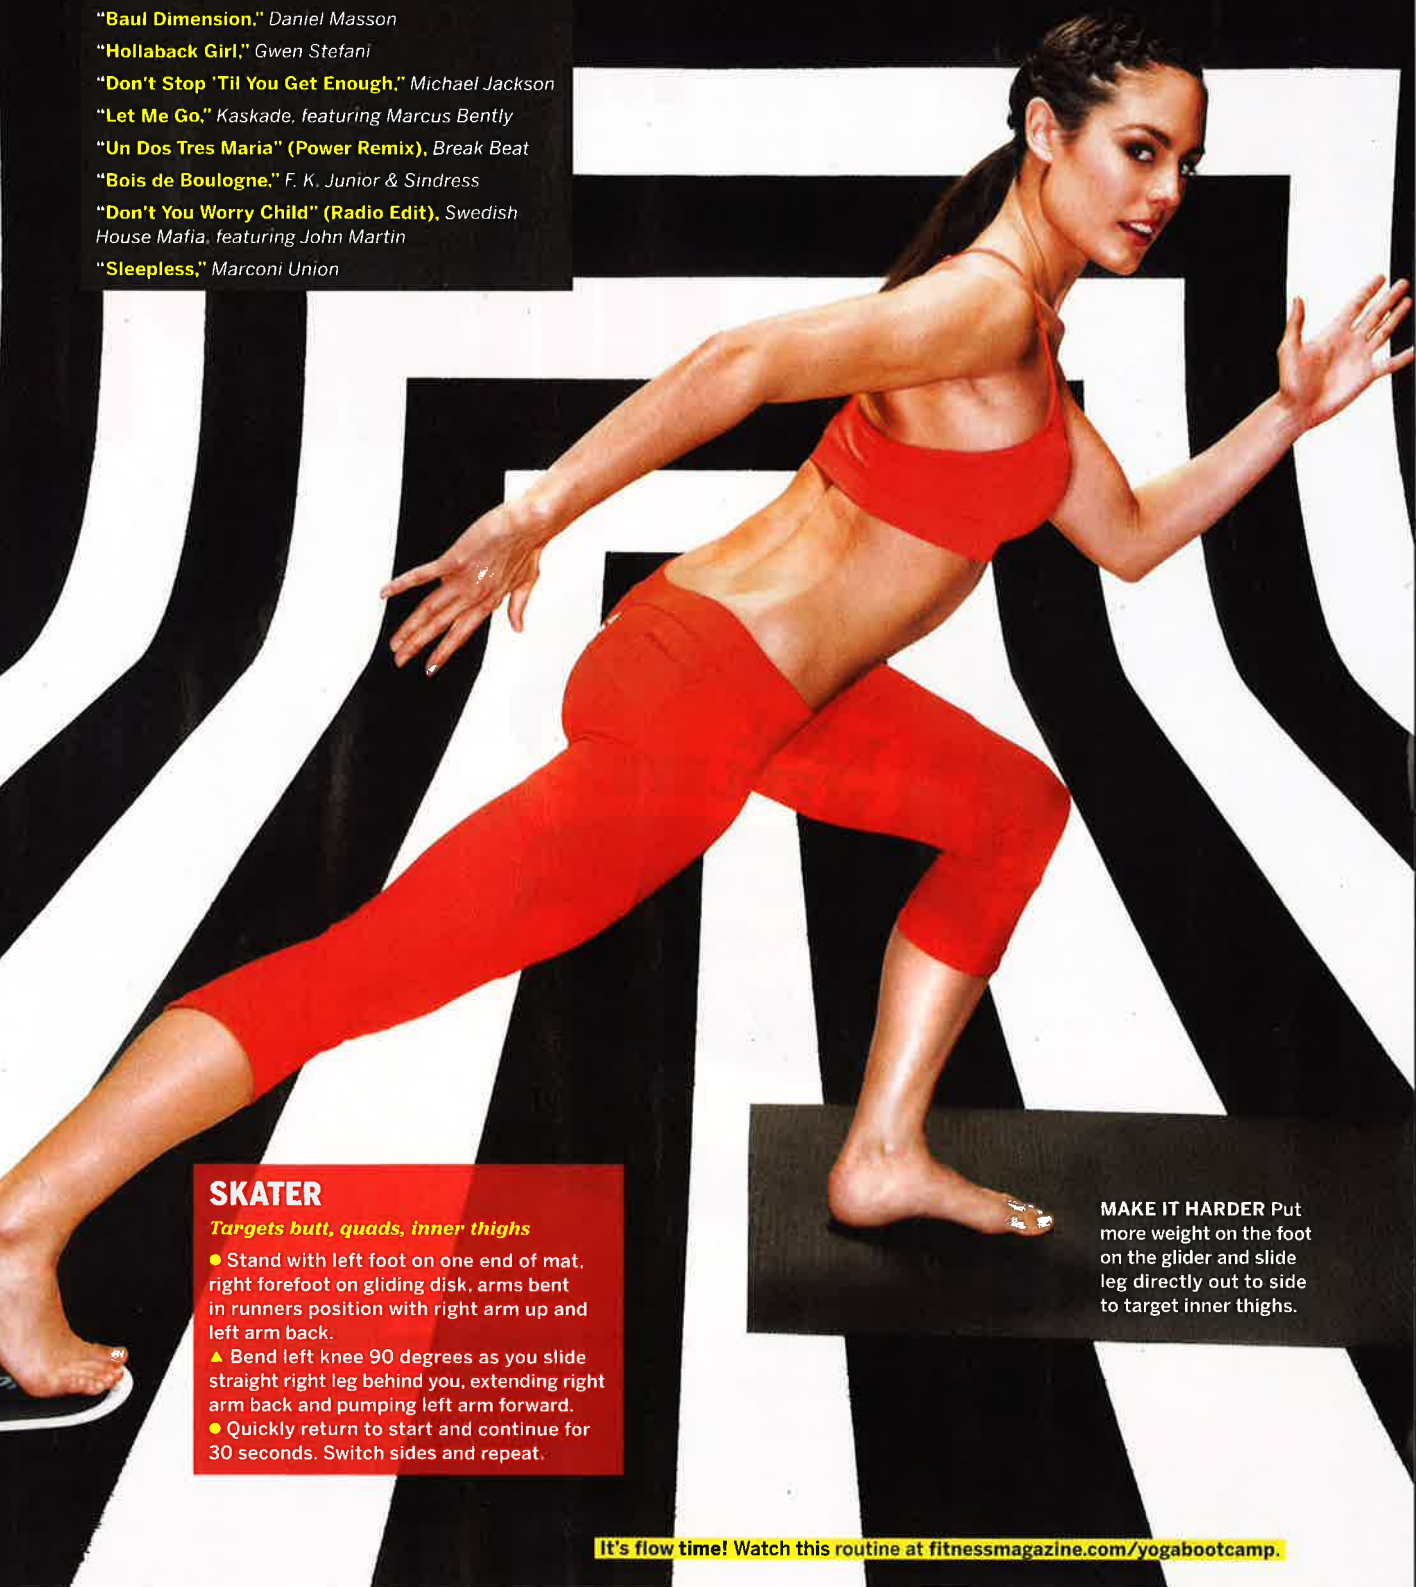 "Baul Dimension," Daniel Masson
"Hollaback Girl," Gwen Stefani
"Don't Stop 'Til You Get Enough," Michael Jackson
"Let Me Go," Kaskade, featuring Marcus Bently
"Un Dos Tres Maria" (Power Remix), Break Beat
"Bois de Boulogne," F. K. Junior & Sindress
"Don't You Worry Child" (Radio Edit), Swedish
House Mafia, featuring John Martin
"Sleepless," Marconi Union
SKATER
Targets butt, quads, inner thighs
● Stand with left foot on one end of mat,
right forefoot on gliding disk, arms bent
in runners position with right arm up and
left arm back.
▲ Bend left knee 90 degrees as you slide
straight right leg behind you, extending right
arm back and pumping left arm forward.
● Quickly return to start and continue for
30 seconds. Switch sides and repeat.
MAKE IT HARDER Put
more weight on the foot
on the glider and slide
leg directly out to side
to target inner thighs.
It's flow time! Watch this routine at fitnessmagazine.com/yogabootcamp.